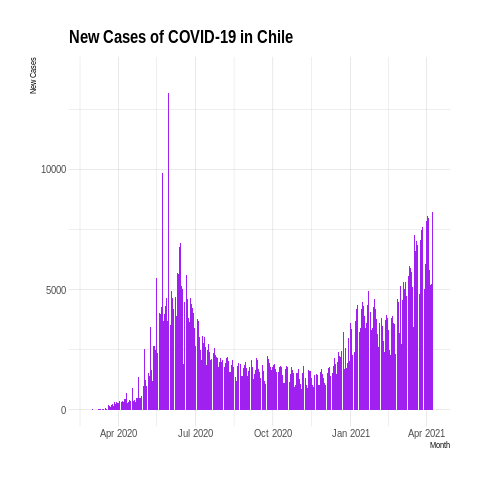 New Cases of COVID-19 in Chile
New Cases
10000
5000
0
Apr 2020 Jul 2020 Oct 2020 Jan 2021 Apr 2021
Month